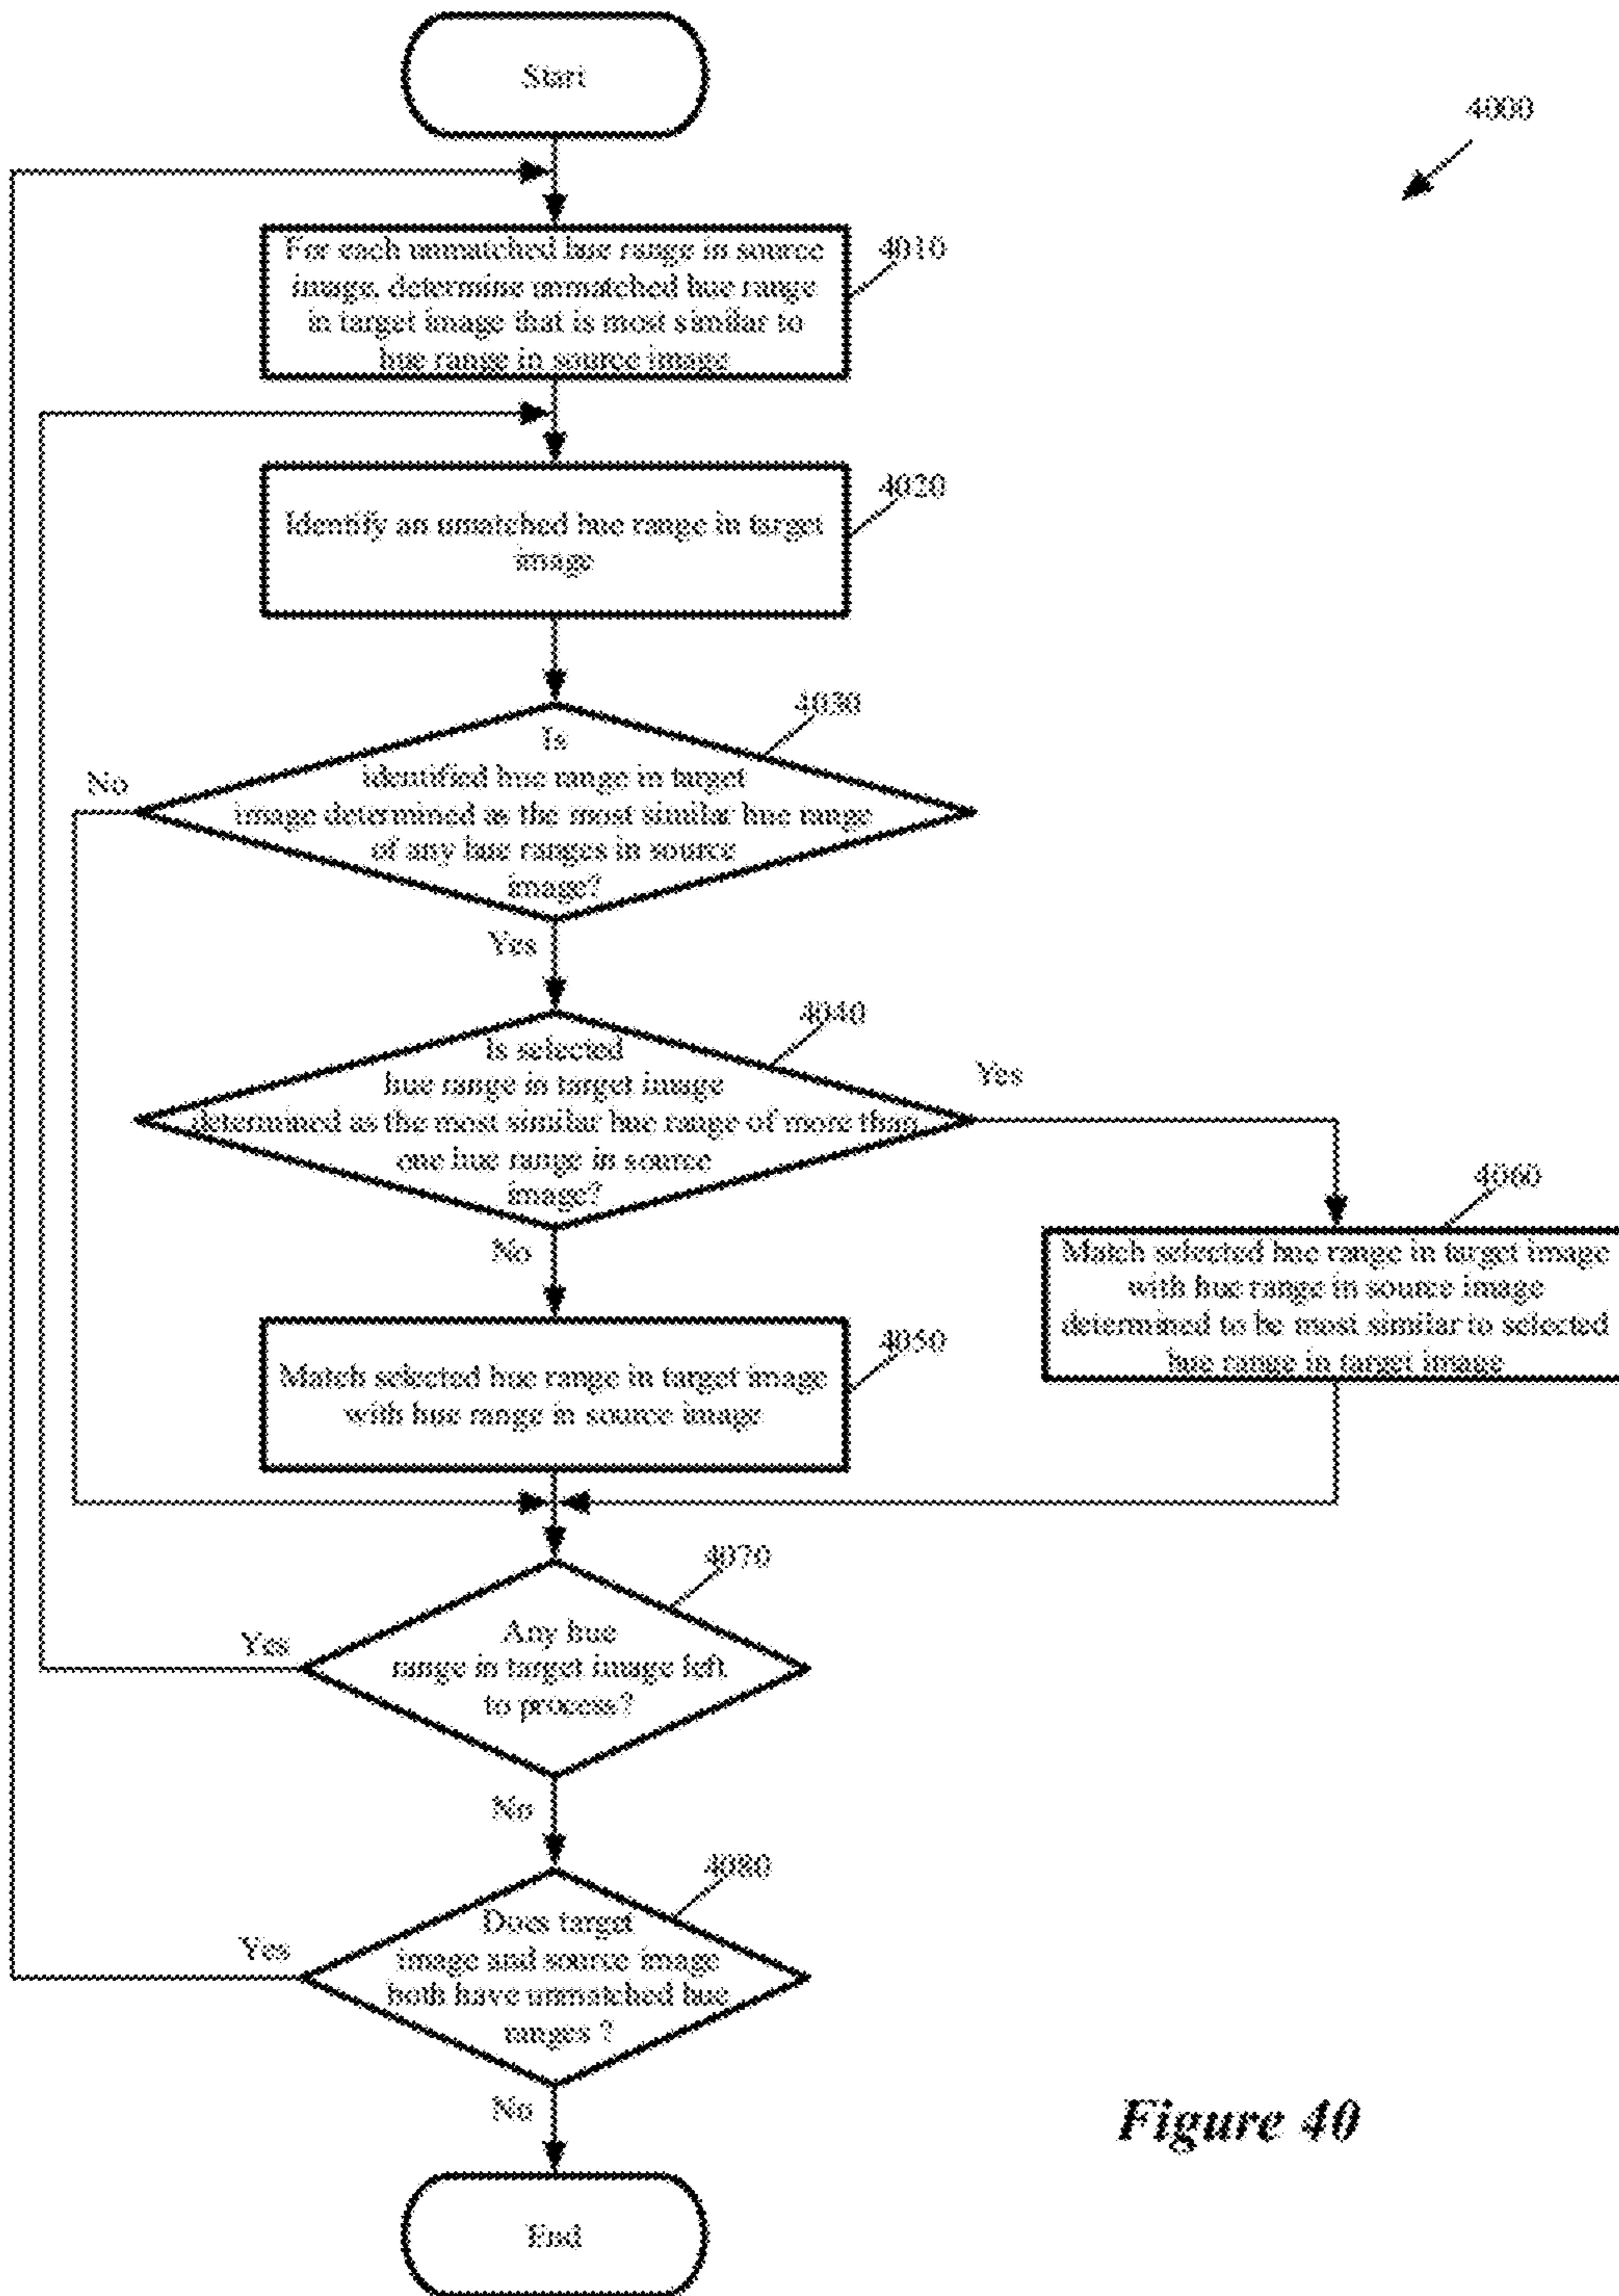 Start
4000
For each unmatched hue range in source
image, determine unmatched hue range
in target image that is most similar to
hue range in source image
4010
Identify an umatched hue range in target
image
4020
4030
Is
identified hue range in target
image determined as the most similar hue range
of any hue ranges in source
image?
No
Yes
4040
Is selected
hue range in target image
determined as the most similar hue range of more than
one hue range in source
image?
Yes
No
4060
Match selected hue range in target image
with hue range in source image
determined to be most similar to selected
hue range in target image
4050
Match selected hue range in target image
with hue range in source image
4070
Any hue
range in target image left
to process?
Yes
No
4080
Does target
image and source image
both have unmatched hue
ranges ?
Yes
No
Figure 40
End